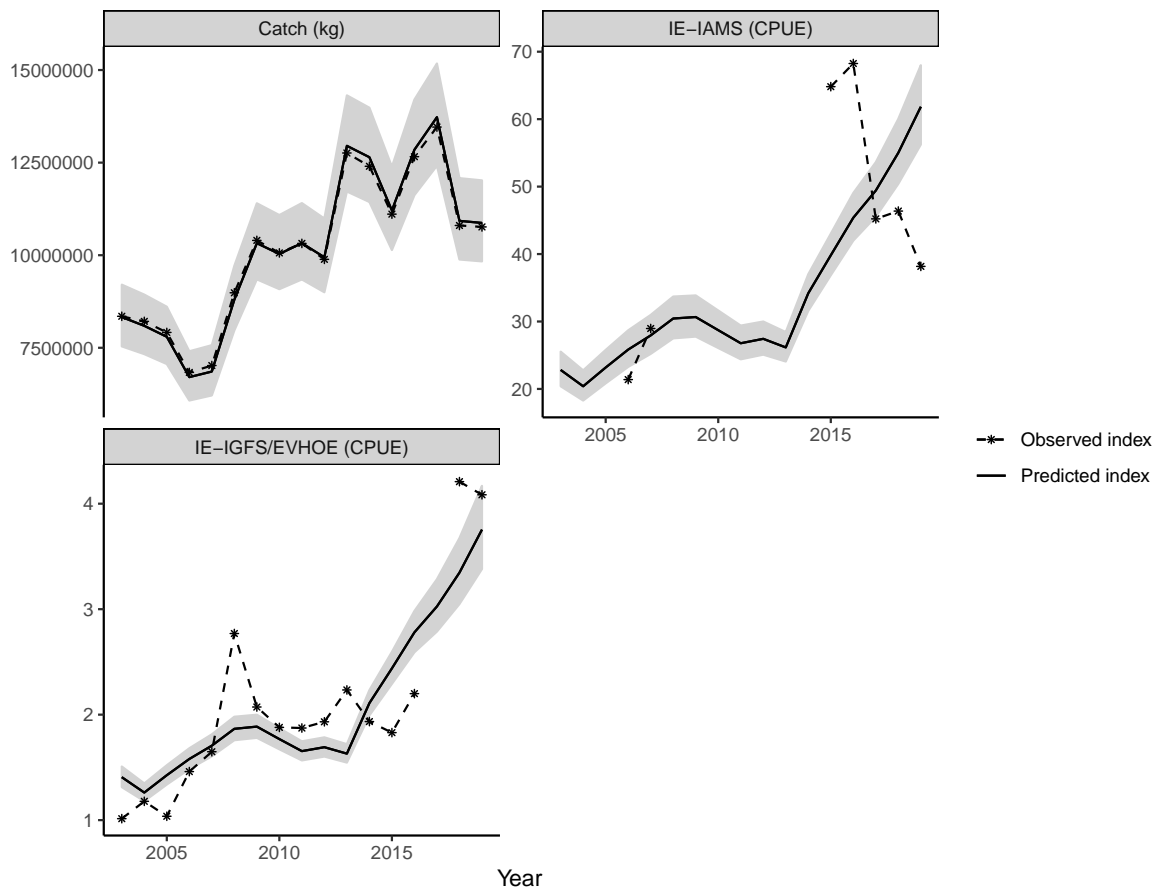 Catch (kg)
15000000
12500000
10000000
7500000
IE−IAMS (CPUE)
70
60
50
40
30
20
2005 2010 2015
IE−IGFS/EVHOE (CPUE)
4
3
2
1
2005 2010 2015
Year
Observed index
Predicted index